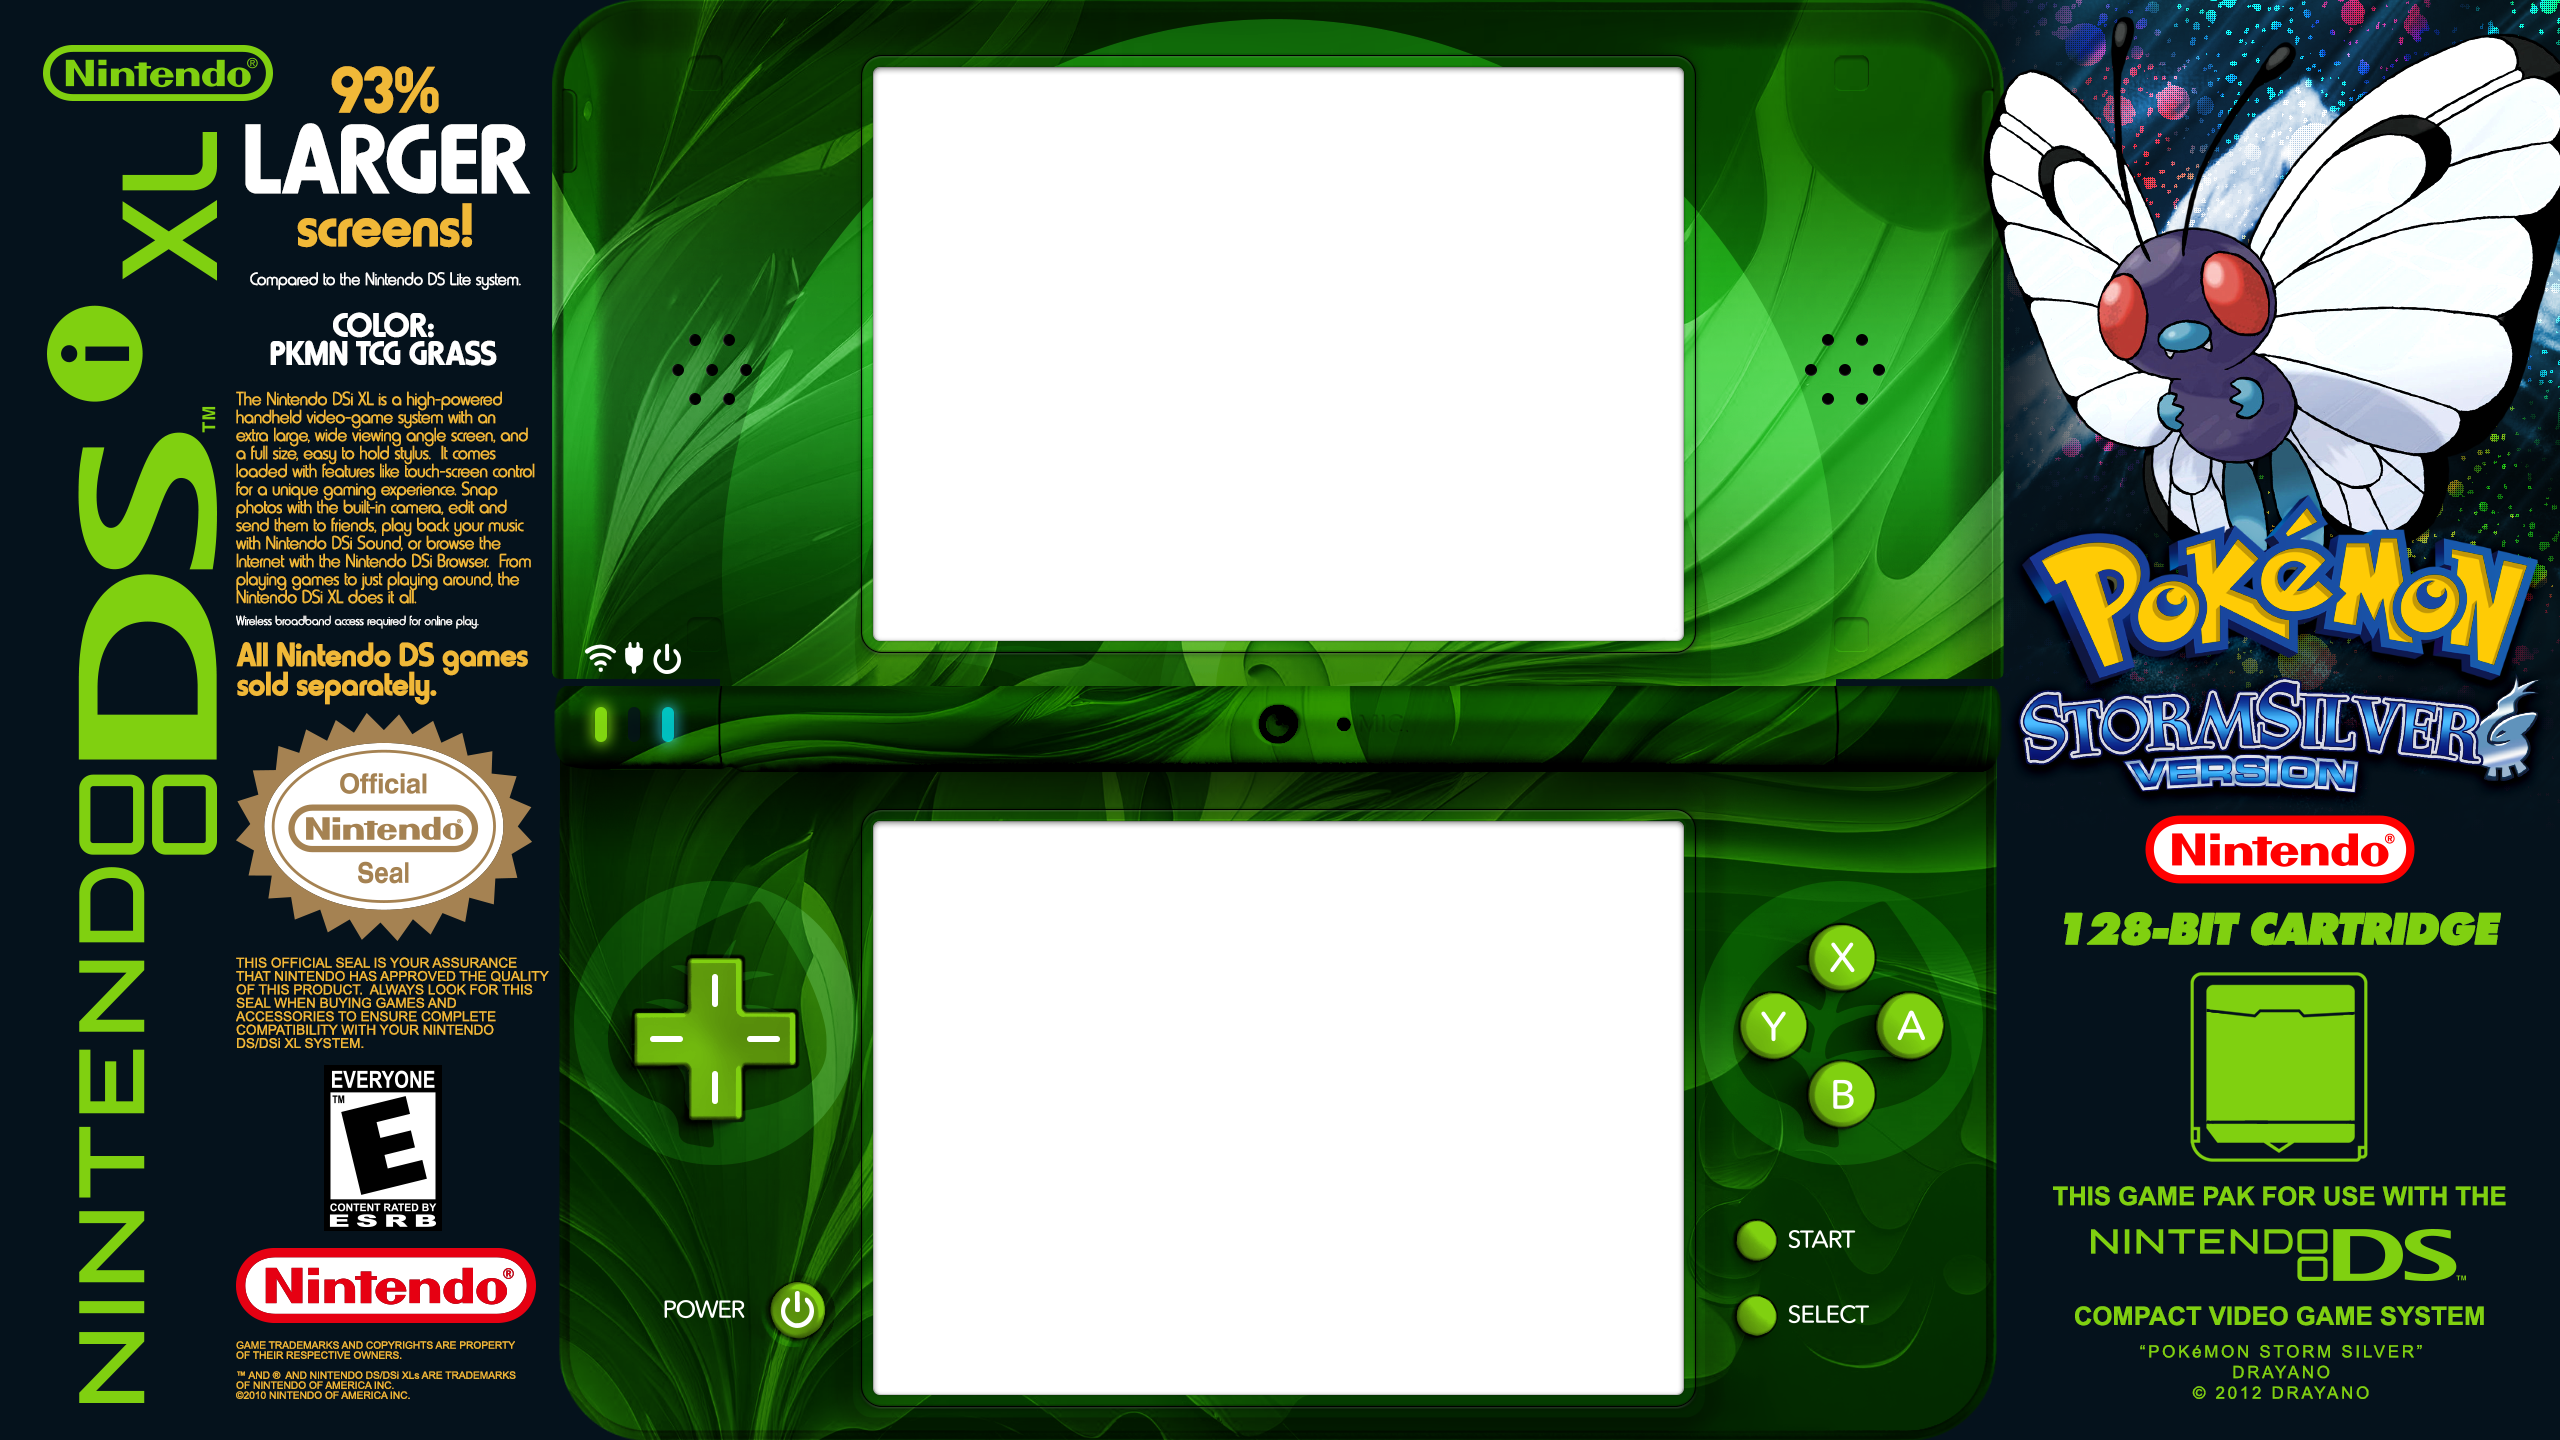 Nintendo®
NINTENDO DSi XL
™
93%
LARGER
screens!
Compared to the Nintendo DS Lite system.
COLOR:
PKMN TCG GRASS
The Nintendo DSi XL is a high-powered
handheld video-game system with an
extra large, wide viewing angle screen, and
a full size, easy to hold stylus. It comes
loaded with features like touch-screen control
for a unique gaming experience. Snap
photos with the built-in camera, edit and
send them to friends, play back your music
with Nintendo DSi Sound, or browse the
Internet with the Nintendo DSi Browser. From
playing games to just playing around, the
Nintendo DSi XL does it all.
Wireless broadband access required for online play.
All Nintendo DS games
sold separately.
Official
Nintendo
Seal
THIS OFFICIAL SEAL IS YOUR ASSURANCE
THAT NINTENDO HAS APPROVED THE QUALITY
OF THIS PRODUCT. ALWAYS LOOK FOR THIS
SEAL WHEN BUYING GAMES AND
ACCESSORIES TO ENSURE COMPLETE
COMPATIBILITY WITH YOUR NINTENDO
DS/DSi XL SYSTEM.
EVERYONE
™
E
CONTENT RATED BY
ESRB
Nintendo®
GAME TRADEMARKS AND COPYRIGHTS ARE PROPERTY
OF THEIR RESPECTIVE OWNERS.
™ AND ® AND NINTENDO DS/DSi XLs ARE TRADEMARKS
OF NINTENDO OF AMERICA INC.
©2010 NINTENDO OF AMERICA INC.
MIC.
X
Y
A
B
START
SELECT
POWER
POKéMON
STORMSILVER
VERSION
Nintendo®
128-BIT CARTRIDGE
THIS GAME PAK FOR USE WITH THE
NINTENDO DS™
COMPACT VIDEO GAME SYSTEM
“POKéMON STORM SILVER”
DRAYANO
© 2012 DRAYANO